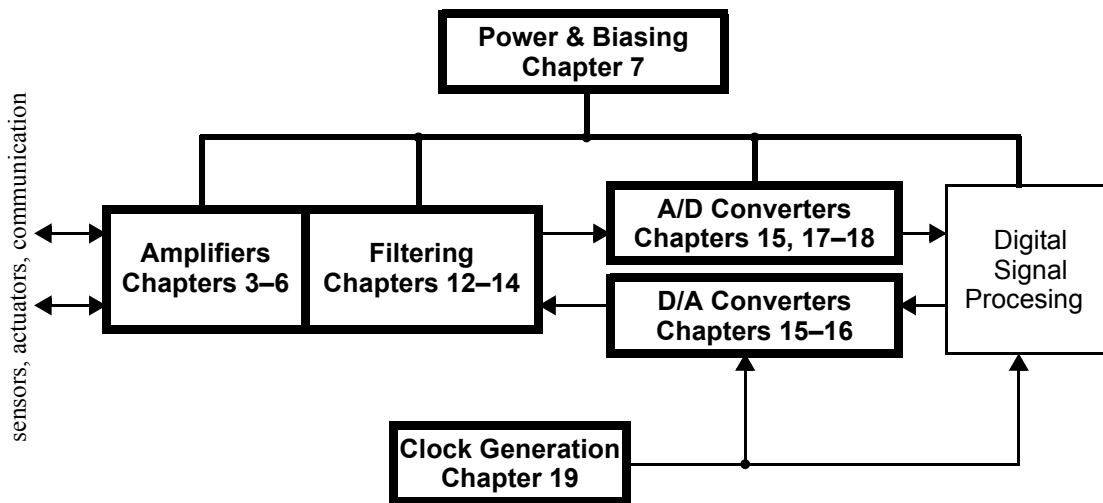 Power & Biasing
Chapter 7
sensors, actuators, communication
Amplifiers
Chapters 3–6
Filtering
Chapters 12–14
A/D Converters
Chapters 15, 17–18
D/A Converters
Chapters 15–16
Digital
Signal
Procesing
Clock Generation
Chapter 19